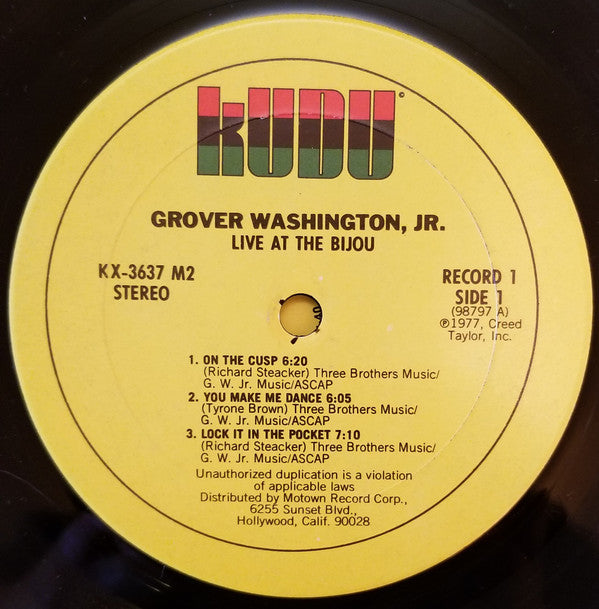 KUDU©
GROVER WASHINGTON, JR.
LIVE AT THE BIJOU
KX-3637 M2
STEREO
RECORD 1
SIDE 1
(98797 A)
℗1977, Creed
Taylor, Inc.
1. ON THE CUSP 6:20
(Richard Steacker) Three Brothers Music/
G. W. Jr. Music/ASCAP
2. YOU MAKE ME DANCE 6:05
(Tyrone Brown) Three Brothers Music/
G. W. Jr. Music/ASCAP
3. LOCK IT IN THE POCKET 7:10
(Richard Steacker) Three Brothers Music/
G. W. Jr. Music/ASCAP
Unauthorized duplication is a violation
of applicable laws
Distributed by Motown Record Corp.,
6255 Sunset Blvd.,
Hollywood, Calif. 90028